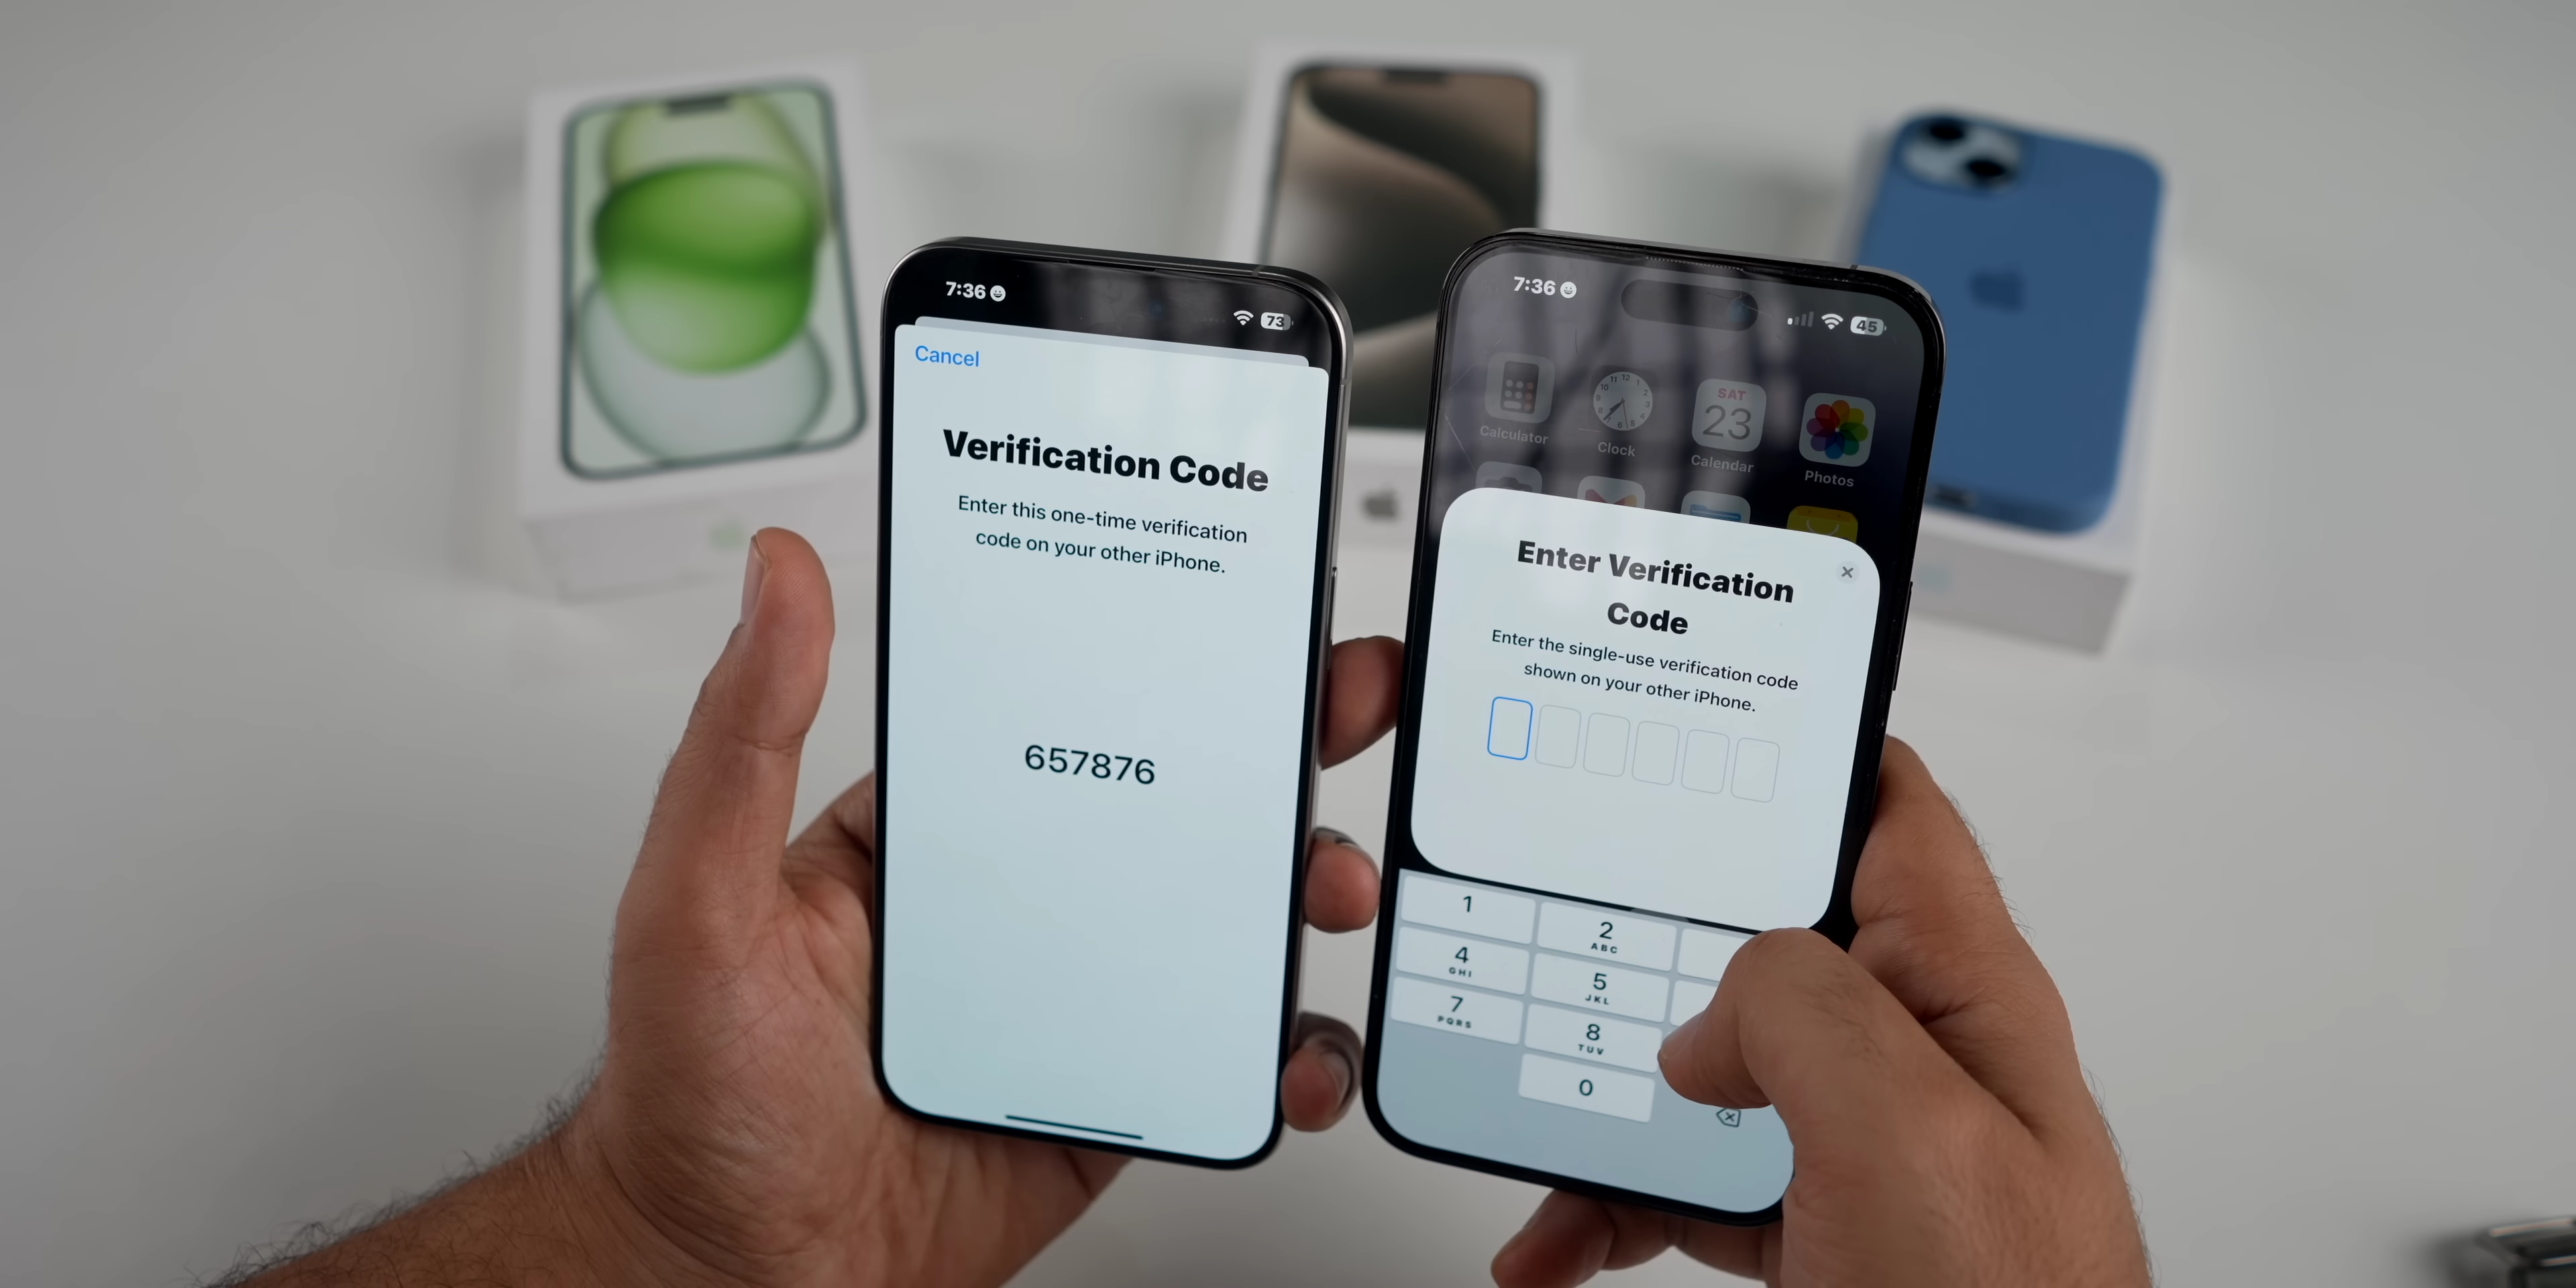 7:36
73
Cancel
Verification Code
Enter this one-time verification
code on your other iPhone.
657876
7:36
45
Calculator
Clock
SAT
23
Calendar
Photos
Enter Verification
Code
Enter the single-use verification code
shown on your other iPhone.
1
2
ABC
4
GHI
5
JKL
7
PQRS
8
TUV
0